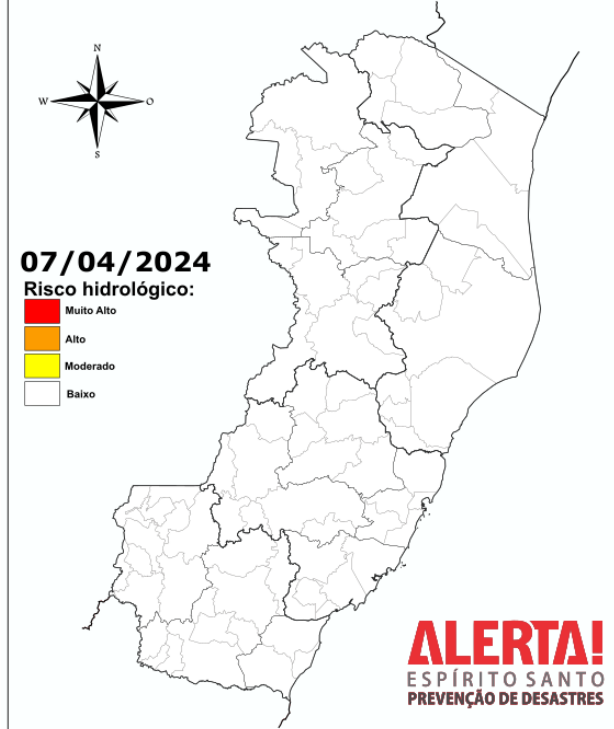 N
W
O
S
07/04/2024
Risco hidrológico:
Muito Alto
Alto
Moderado
Baixo
ALERTA!
ESPÍRITO SANTO
PREVENÇÃO DE DESASTRES